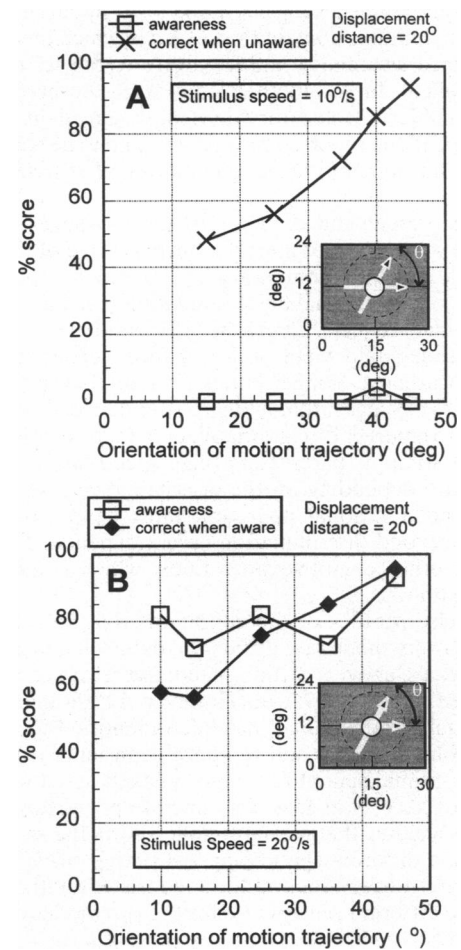 awareness
correct when unaware
Displacement
distance = 20°
A
Stimulus speed = 10°/s
100
80
60
40
20
0
% score
24
12
0
(deg)
θ
0 15 30
(deg)
0 10 20 30 40 50
Orientation of motion trajectory (deg)
awareness
correct when aware
Displacement
distance = 20°
B
100
80
60
40
20
0
% score
24
12
0
(deg)
θ
0 15 30
(deg)
Stimulus Speed = 20°/s
0 10 20 30 40 50
Orientation of motion trajectory ( °)